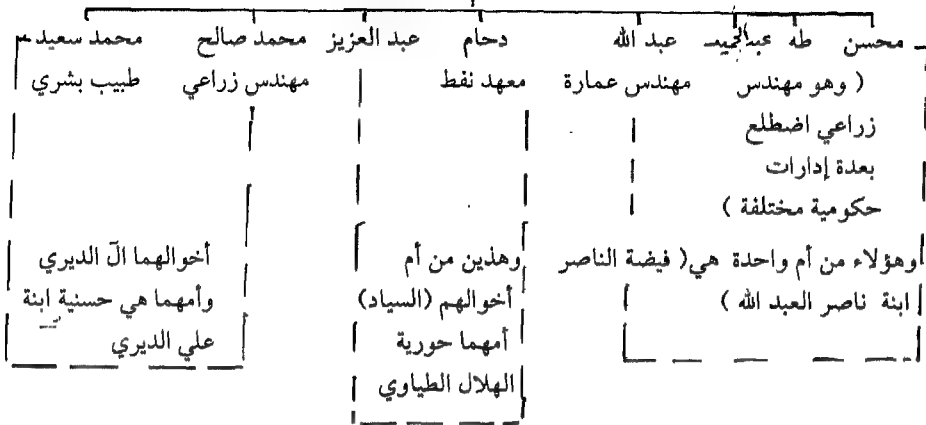 محسن طه عبدالحميد عبد الله دحام عبد العزيز محمد صالح محمد سعيد
( وهو مهندس مهندس عمارة معهد نفط مهندس زراعي طبيب بشري
زراعي اضطلع
بعدة إدارات
حكومية مختلفة )
وهؤلاء من أم واحدة هي( فيضة الناصر وهذين من أم أخوالهما آل الديري
ابنة ناصر العبد الله ) أخوالهم (السياد) وأمهما هي حسنية ابنة
أمهما حورية علي الديري
الهلال الطياوي